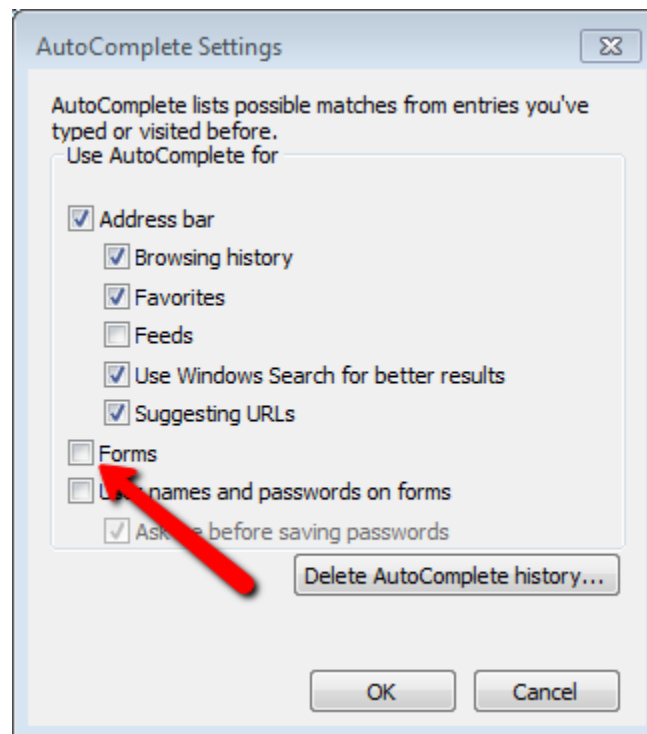 AutoComplete Settings
AutoComplete lists possible matches from entries you've
typed or visited before.
Use AutoComplete for
Address bar
Browsing history
Favorites
Feeds
Use Windows Search for better results
Suggesting URLs
Forms
User names and passwords on forms
Ask me before saving passwords
Delete AutoComplete history...
OK
Cancel